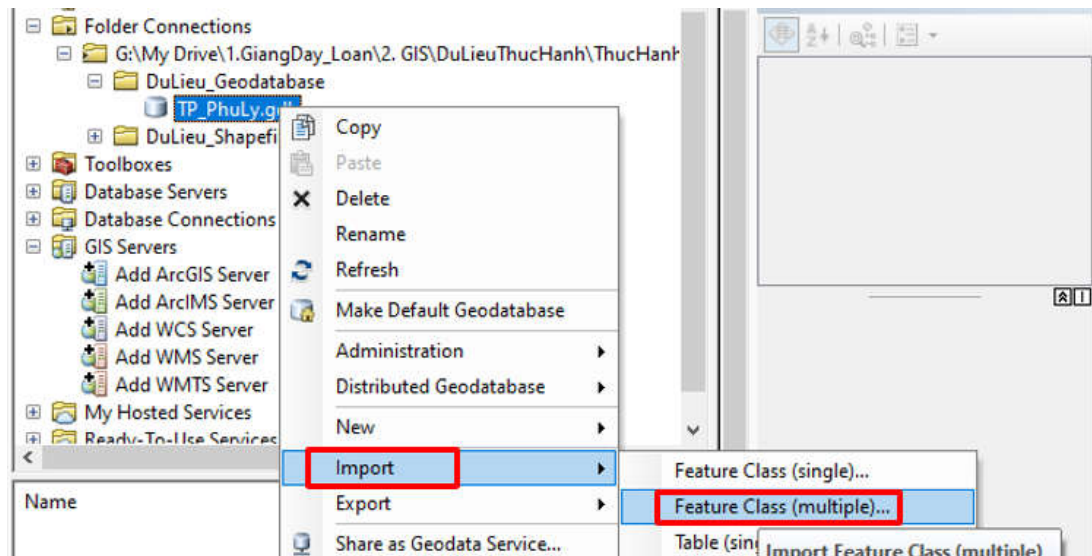 Folder Connections
G:\My Drive\1.GiangDay_Loan\2. GIS\DuLieuThucHanh\ThucHanh
DuLieu_Geodatabase
TP_PhuLy.gd
DuLieu_Shapefi
Toolboxes
Database Servers
Database Connections
GIS Servers
Add ArcGIS Server
Add ArcIMS Server
Add WCS Server
Add WMS Server
Add WMTS Server
My Hosted Services
Ready-To-Use Services
Name
Copy
Paste
Delete
Rename
Refresh
Make Default Geodatabase
Administration
Distributed Geodatabase
New
Import
Export
Share as Geodata Service...
Feature Class (single)...
Feature Class (multiple)...
Table (sing
Import Feature Class (multiple)